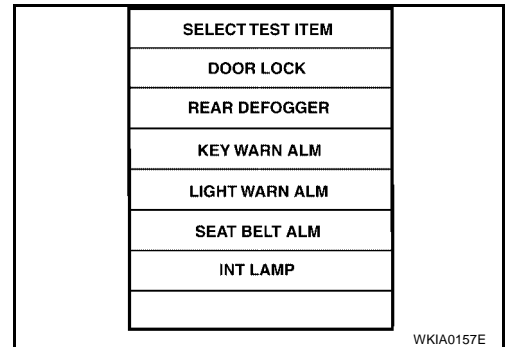 SELECT TEST ITEM
DOOR LOCK
REAR DEFOGGER
KEY WARN ALM
LIGHT WARN ALM
SEAT BELT ALM
INT LAMP
WKIA0157E